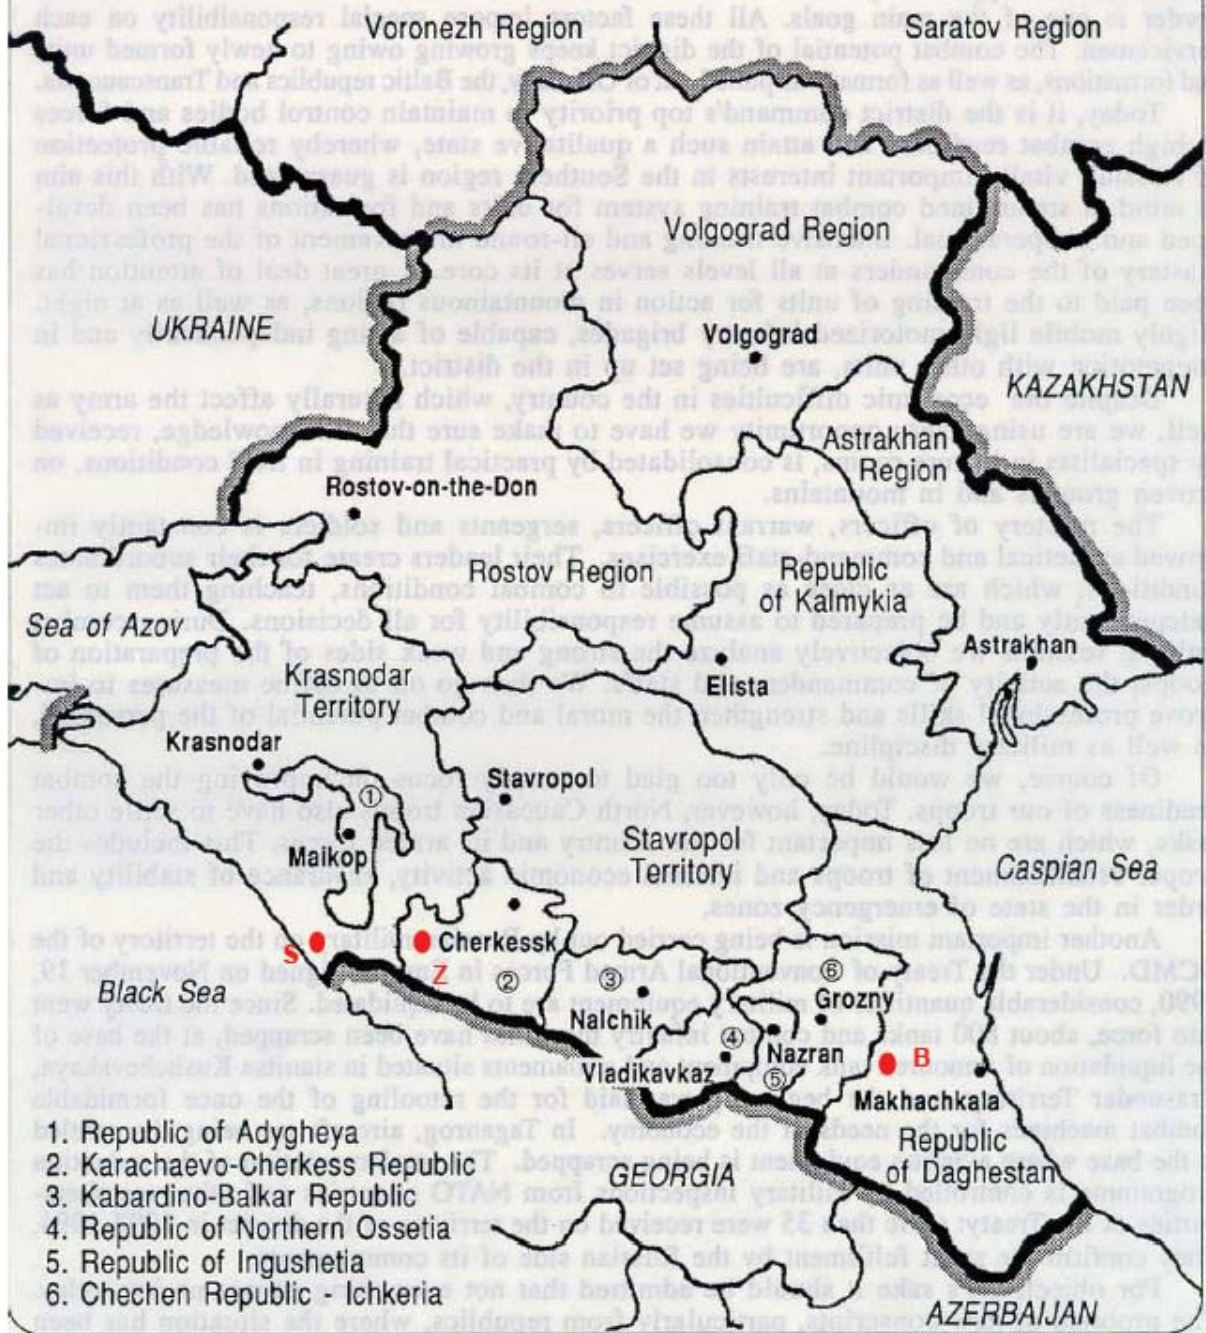 Voronezh Region
Saratov Region
Volgograd Region
UKRAINE
Volgograd
KAZAKHSTAN
Astrakhan
Region
Rostov-on-the-Don
Rostov Region
Republic
of Kalmykia
Sea of Azov
Astrakhan
Krasnodar
Territory
Elista
Krasnodar
Stavropol
1
Maikop
Stavropol
Territory
Caspian Sea
S
Cherkessk
Z
Black Sea
2
3
6
Grozny
Nalchik
4
Nazran
B
Vladikavkaz
5
Makhachkala
1. Republic of Adygheya
2. Karachaevo-Cherkess Republic
3. Kabardino-Balkar Republic
4. Republic of Northern Ossetia
5. Republic of Ingushetia
6. Chechen Republic - Ichkeria
GEORGIA
Republic
of Daghestan
AZERBAIJAN